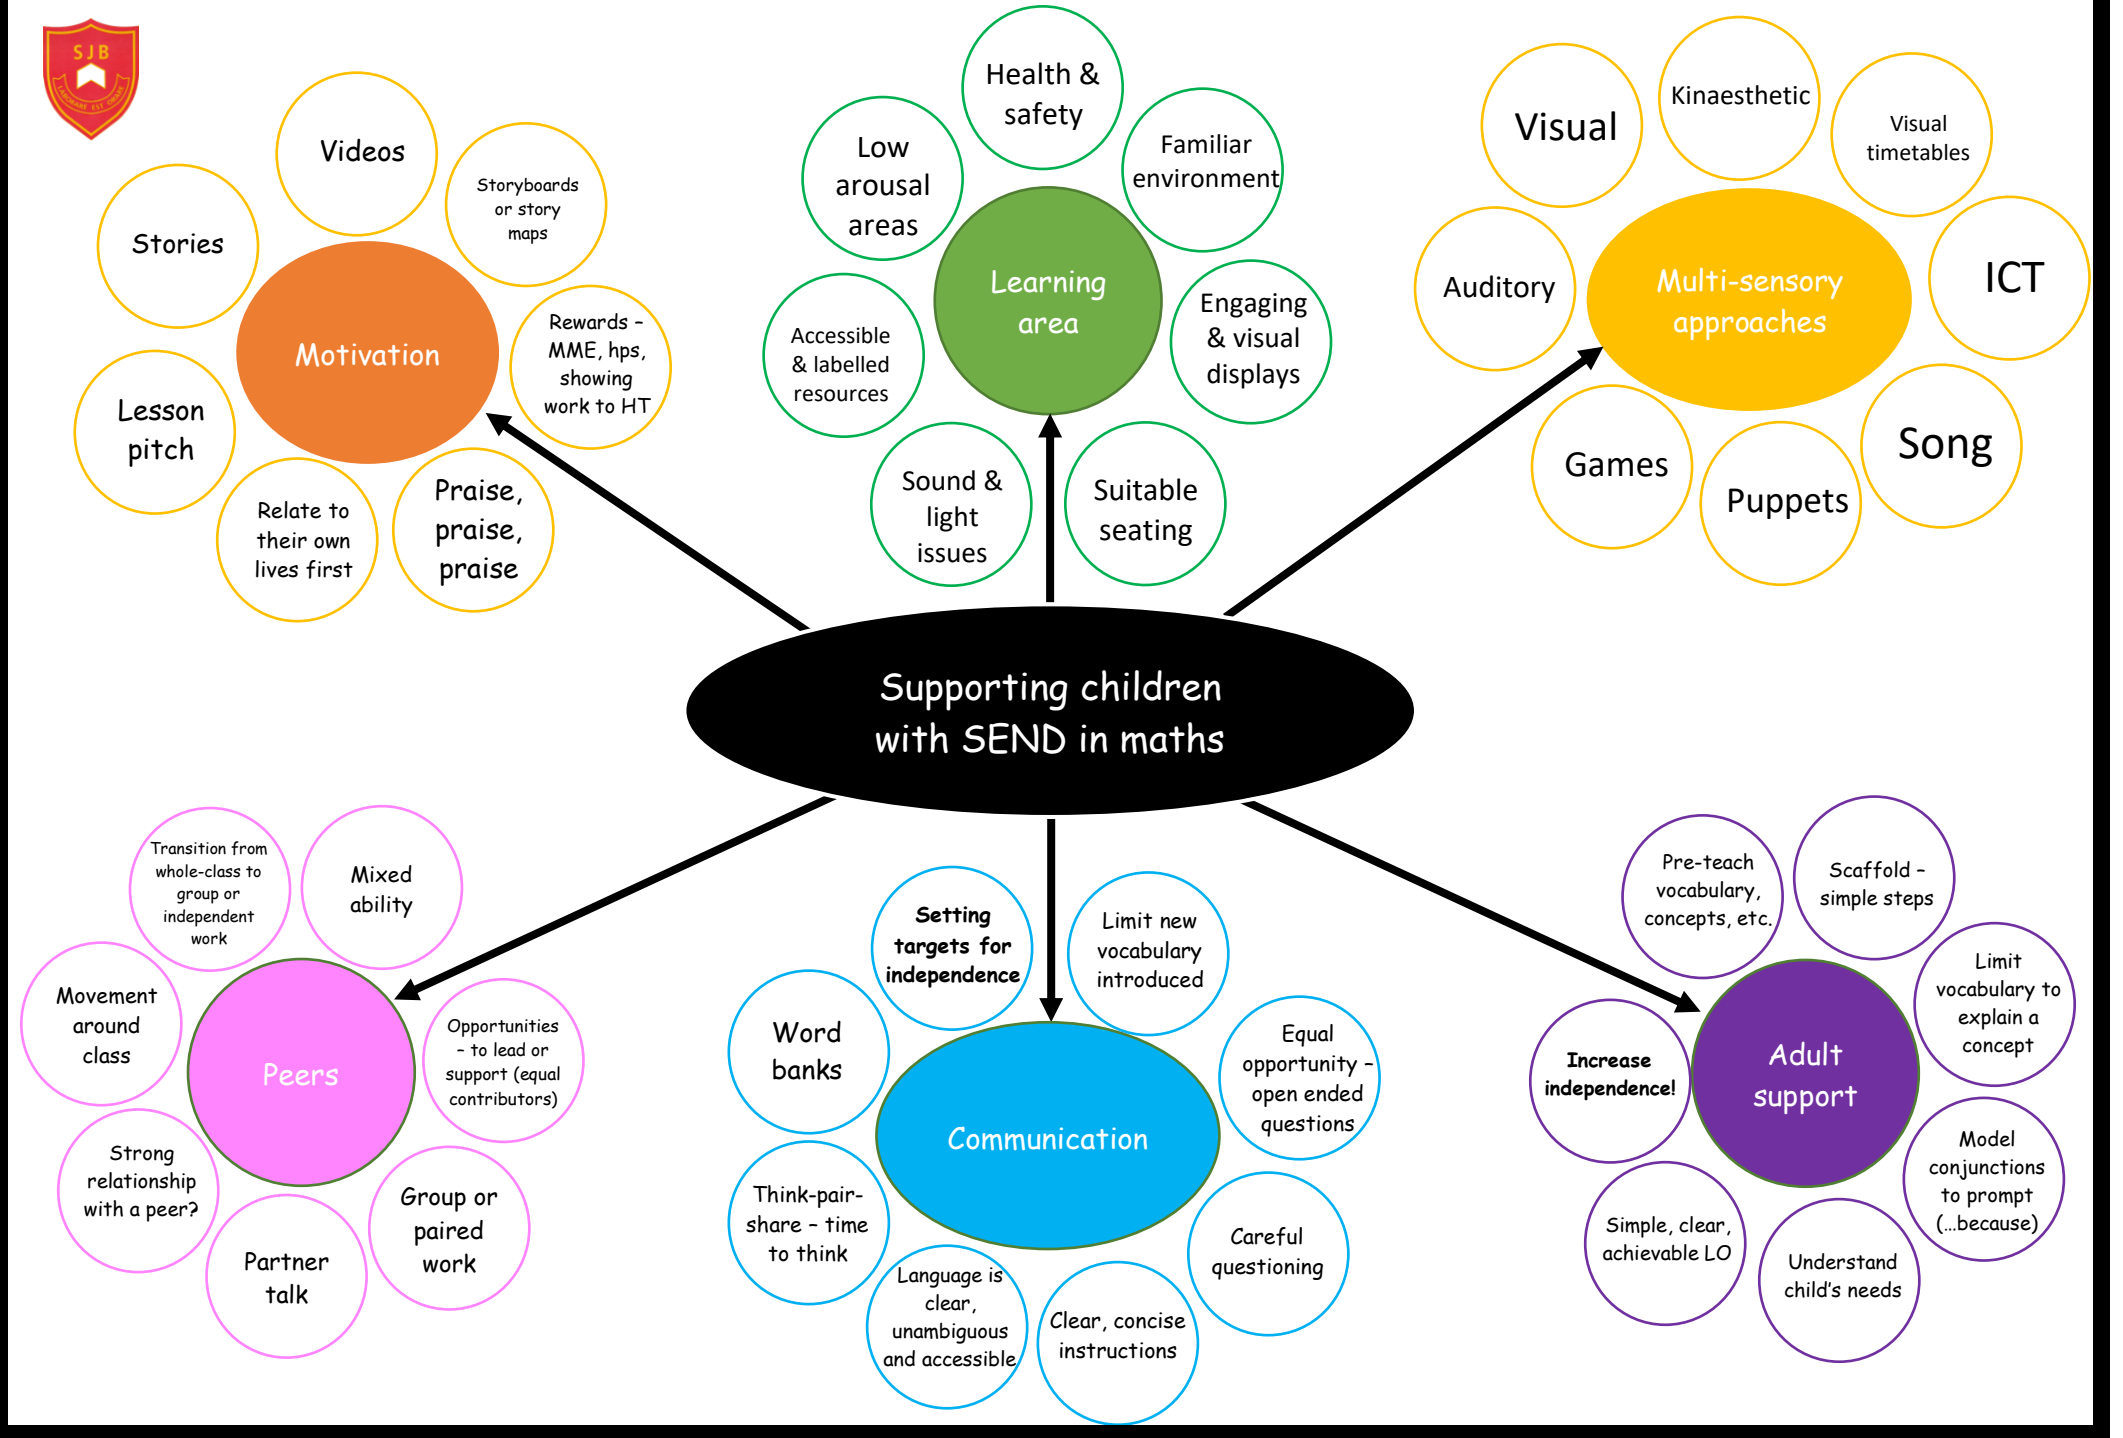 SJB
LABORARE EST ORARE
Videos
Storyboards
or story
maps
Stories
Rewards –
MME, hps,
showing
work to HT
Motivation
Lesson
pitch
Relate to
their own
lives first
Praise,
praise,
praise
Health &
safety
Low
arousal
areas
Familiar
environment
Learning
area
Accessible
& labelled
resources
Engaging
& visual
displays
Sound &
light
issues
Suitable
seating
Visual
Kinaesthetic
Visual
timetables
Auditory
Multi-sensory
approaches
ICT
Games
Puppets
Song
Supporting children
with SEND in maths
Transition from
whole-class to
group or
independent
work
Mixed
ability
Movement
around
class
Peers
Opportunities
– to lead or
support (equal
contributors)
Strong
relationship
with a peer?
Partner
talk
Group or
paired
work
Setting
targets for
independence
Limit new
vocabulary
introduced
Word
banks
Equal
opportunity –
open ended
questions
Communication
Think-pair-
share – time
to think
Careful
questioning
Language is
clear,
unambiguous
and accessible
Clear, concise
instructions
Pre-teach
vocabulary,
concepts, etc.
Scaffold –
simple steps
Limit
vocabulary to
explain a
concept
Increase
independence!
Adult
support
Model
conjunctions
to prompt
(…because)
Simple, clear,
achievable LO
Understand
child's needs